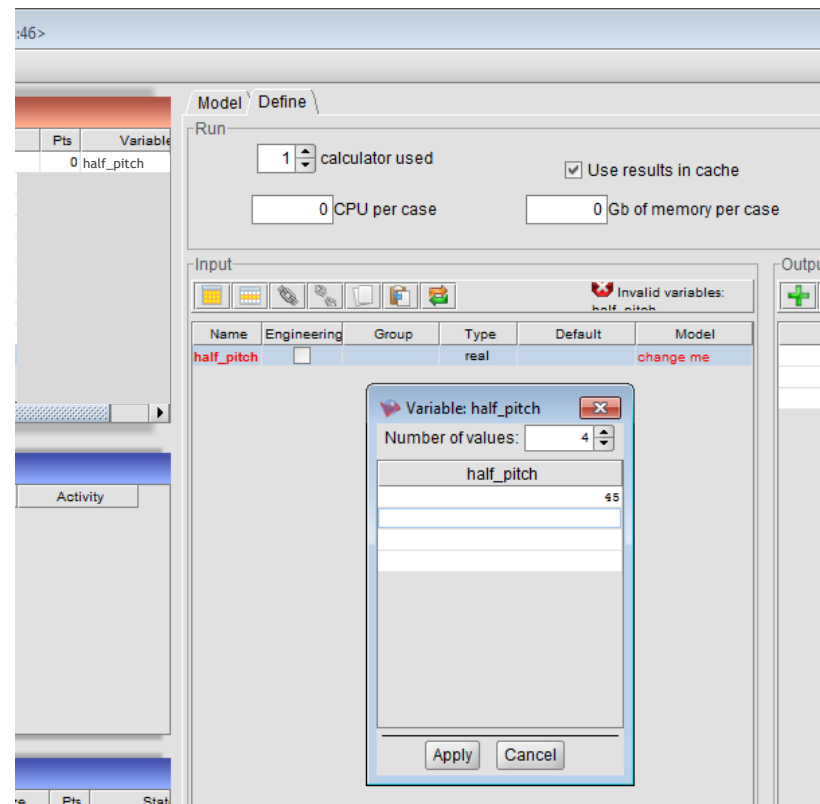 :46>
Model Define
Run
Pts Variable
0 half_pitch
1 calculator used
Use results in cache
0 CPU per case
0 Gb of memory per case
Input
Outpu
Invalid variables:
half_pitch
Name Engineering Group Type Default Model
half_pitch real change me
Variable: half_pitch
Number of values: 4
half_pitch
45
Activity
Apply Cancel
Pts